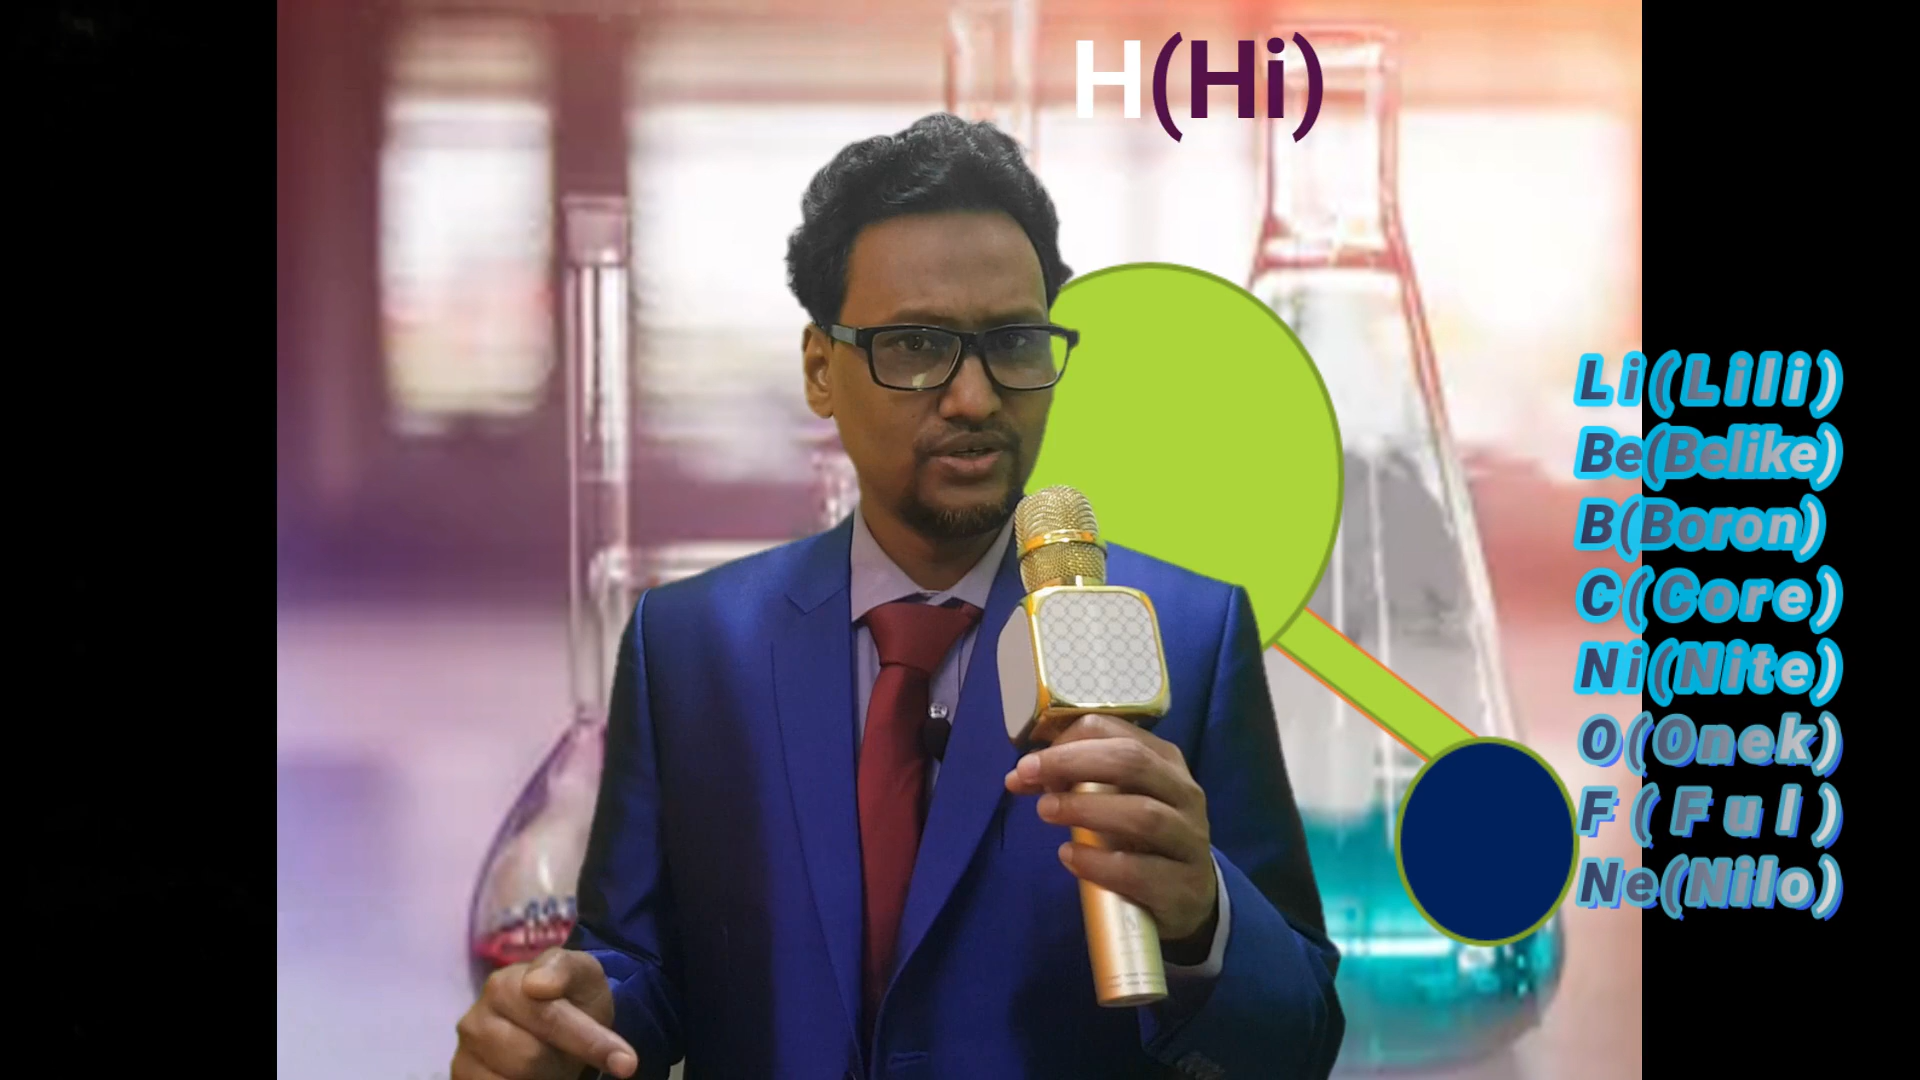 H(Hi)
Li(Lili)
Be(Belike)
B(Boron)
C(Core)
Ni(Nite)
O(Onek)
F(Ful)
Ne(Nilo)